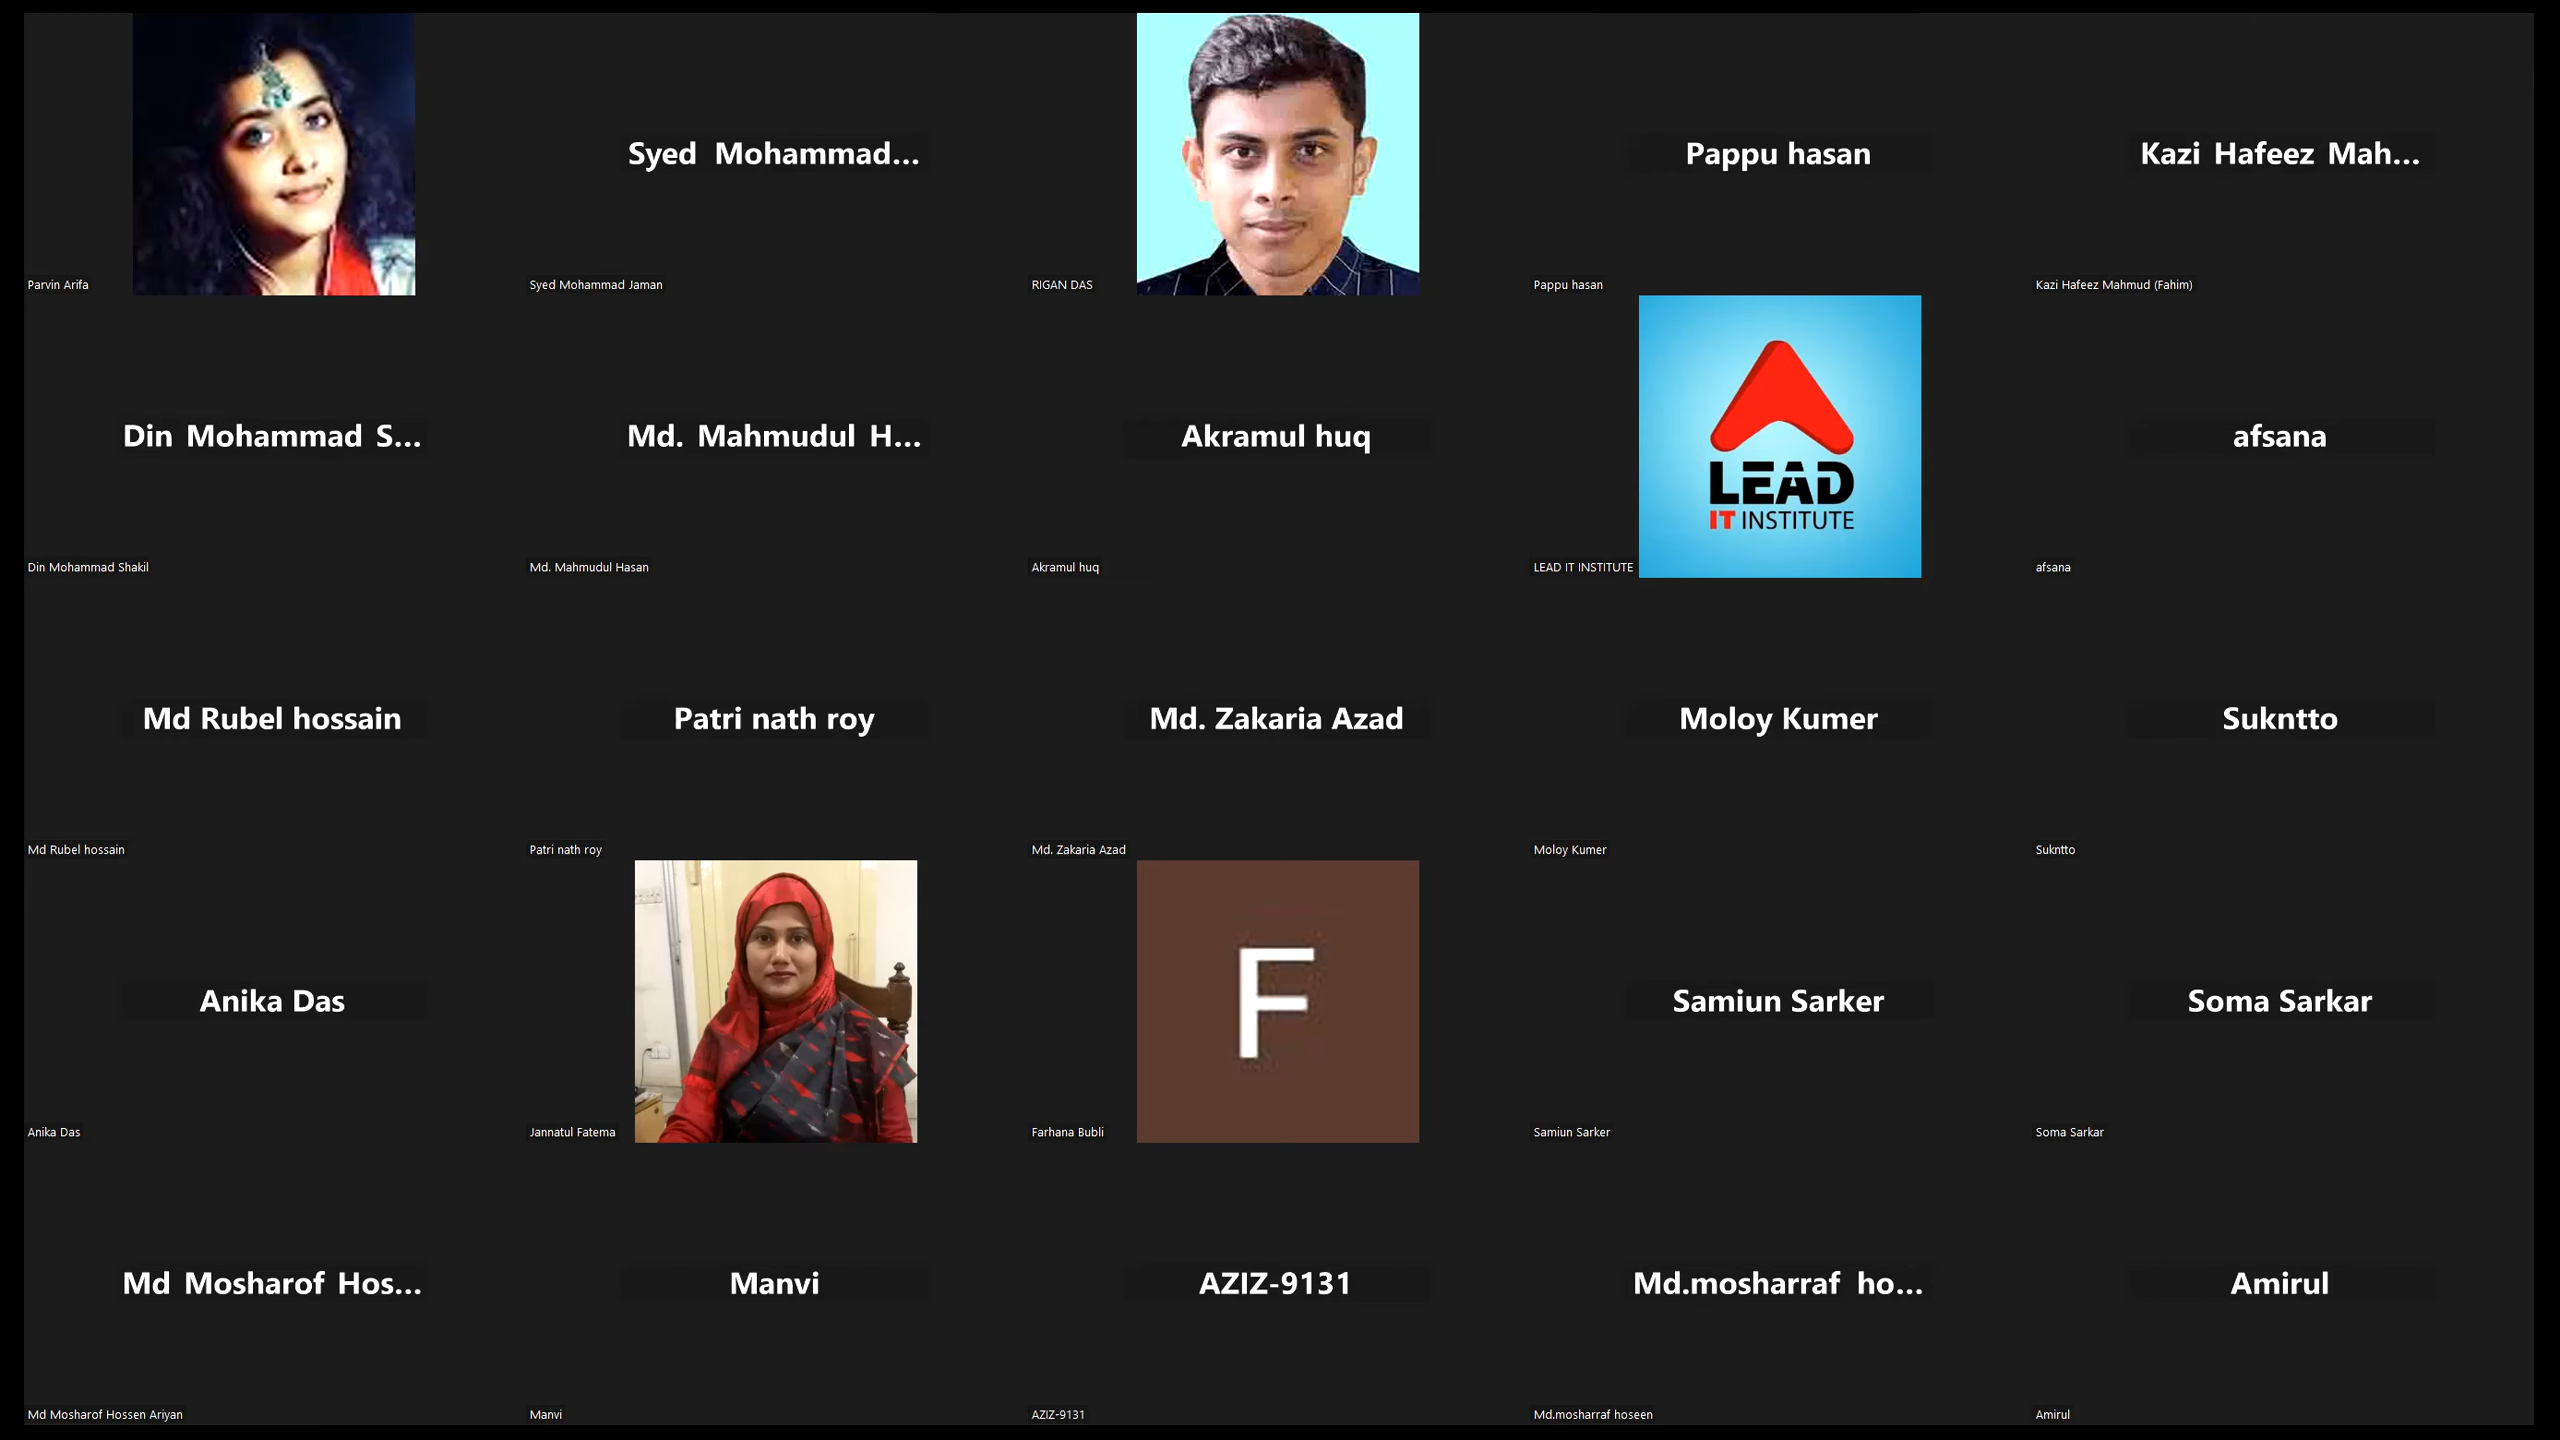 Parvin Arifa
Syed Mohammad...
Syed Mohammad Jaman
RIGAN DAS
Pappu hasan
Pappu hasan
Kazi Hafeez Mah...
Kazi Hafeez Mahmud (Fahim)
Din Mohammad S...
Din Mohammad Shakil
Md. Mahmudul H...
Md. Mahmudul Hasan
Akramul huq
Akramul huq
LEAD
IT INSTITUTE
LEAD IT INSTITUTE
afsana
afsana
Md Rubel hossain
Md Rubel hossain
Patri nath roy
Patri nath roy
Md. Zakaria Azad
Md. Zakaria Azad
Moloy Kumer
Moloy Kumer
Sukntto
Sukntto
Anika Das
Anika Das
Jannatul Fatema
F
Farhana Bubli
Samiun Sarker
Samiun Sarker
Soma Sarkar
Soma Sarkar
Md Mosharof Hos...
Md Mosharof Hossen Ariyan
Manvi
Manvi
AZIZ-9131
AZIZ-9131
Md.mosharraf ho...
Md.mosharraf hoseen
Amirul
Amirul